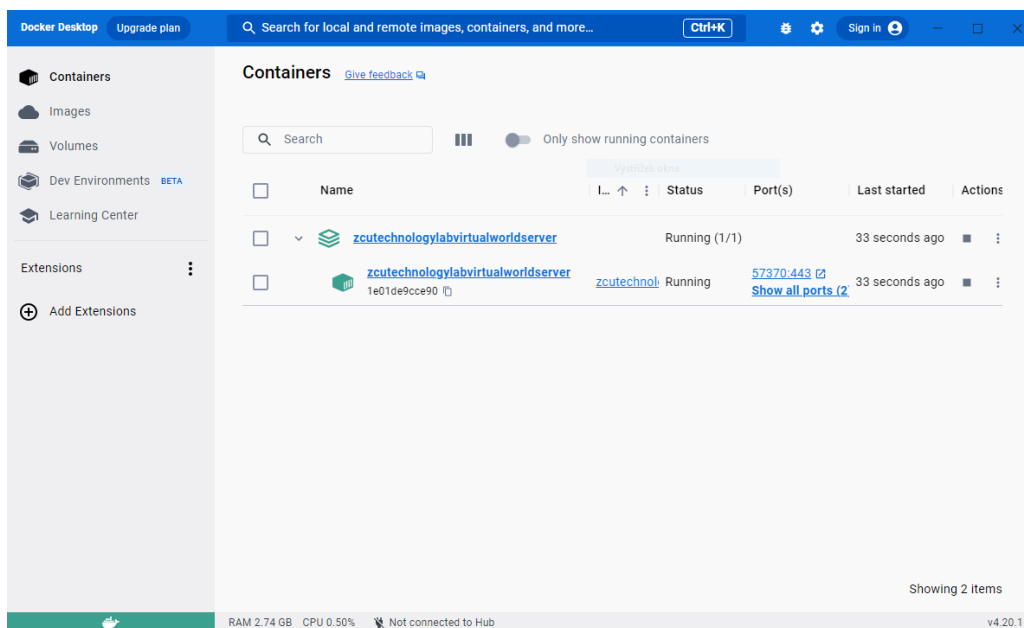 Docker Desktop Upgrade plan Search for local and remote images, containers, and more... Ctrl+K Sign in
Containers
Images
Volumes
Dev Environments BETA
Learning Center
Extensions
Add Extensions
Containers Give feedback
Search Only show running containers
Výstřižek okna
Name I... Status Port(s) Last started Actions
zcutechnologylabvirtualworldserver Running (1/1) 33 seconds ago
zcutechnologylabvirtualworldserver
1e01de9cce90
zcutechnol Running
57370:443
Show all ports (2
33 seconds ago
Showing 2 items
RAM 2.74 GB CPU 0.50% Not connected to Hub v4.20.1